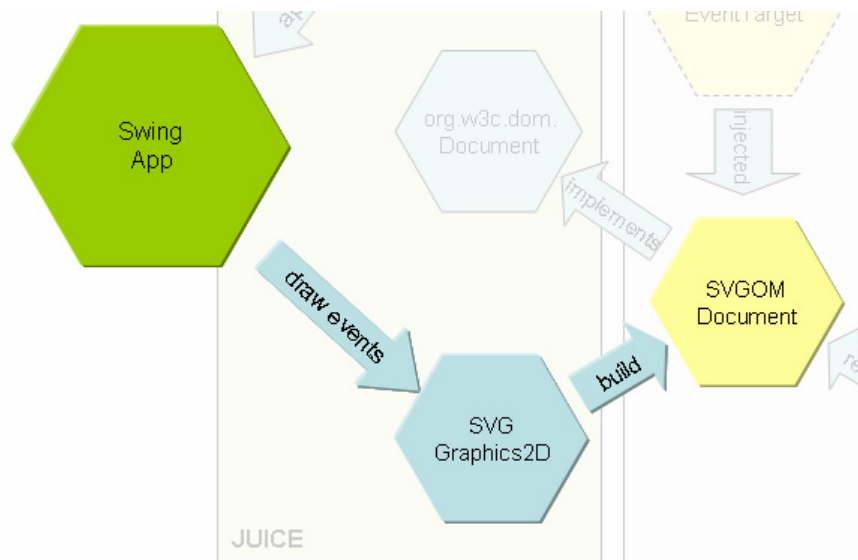 EventTarget
Swing
App
org.w3c.dom.
Document
injected
implements
SVGOM
Document
draw events
build
SVG
Graphics2D
JUICE